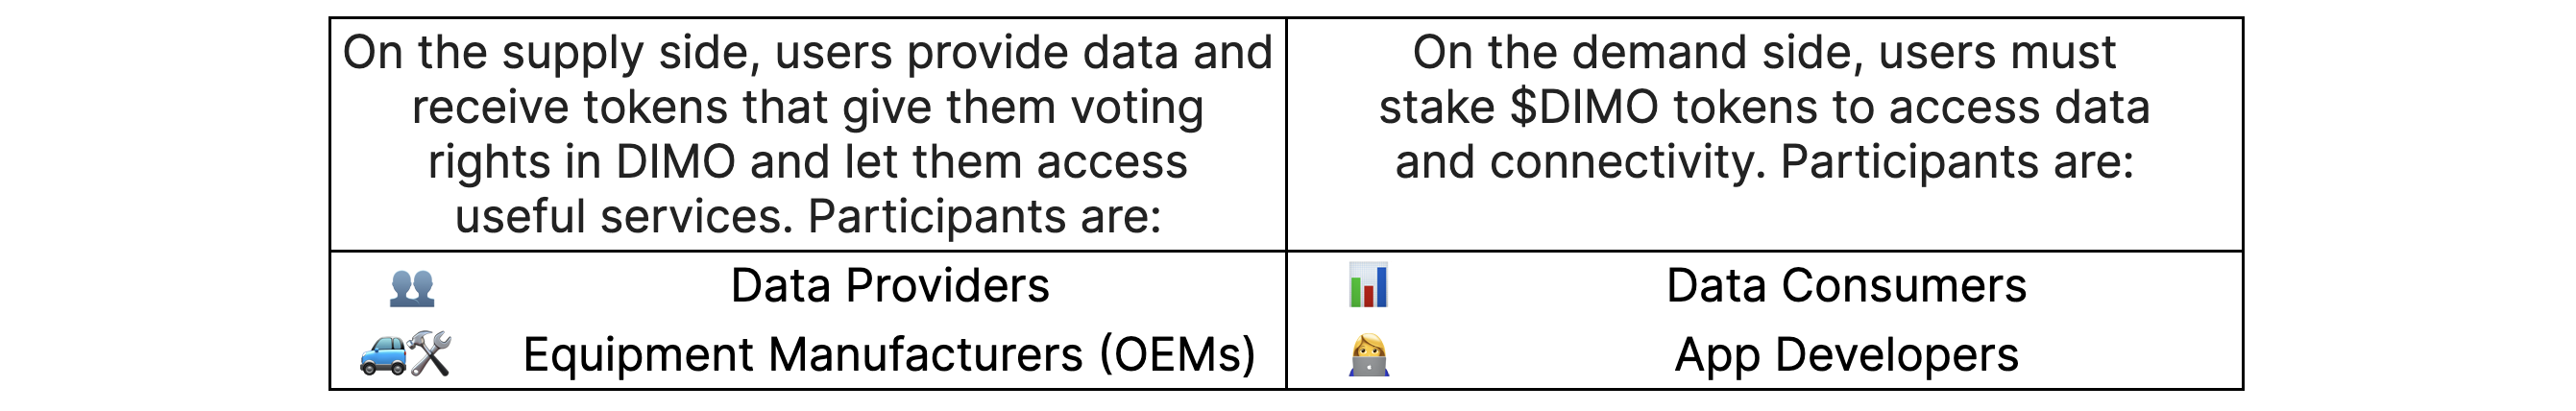 On the supply side, users provide data and
receive tokens that give them voting
rights in DIMO and let them access
useful services. Participants are:
On the demand side, users must
stake $DIMO tokens to access data
and connectivity. Participants are:
Data Providers
Equipment Manufacturers (OEMs)
Data Consumers
App Developers